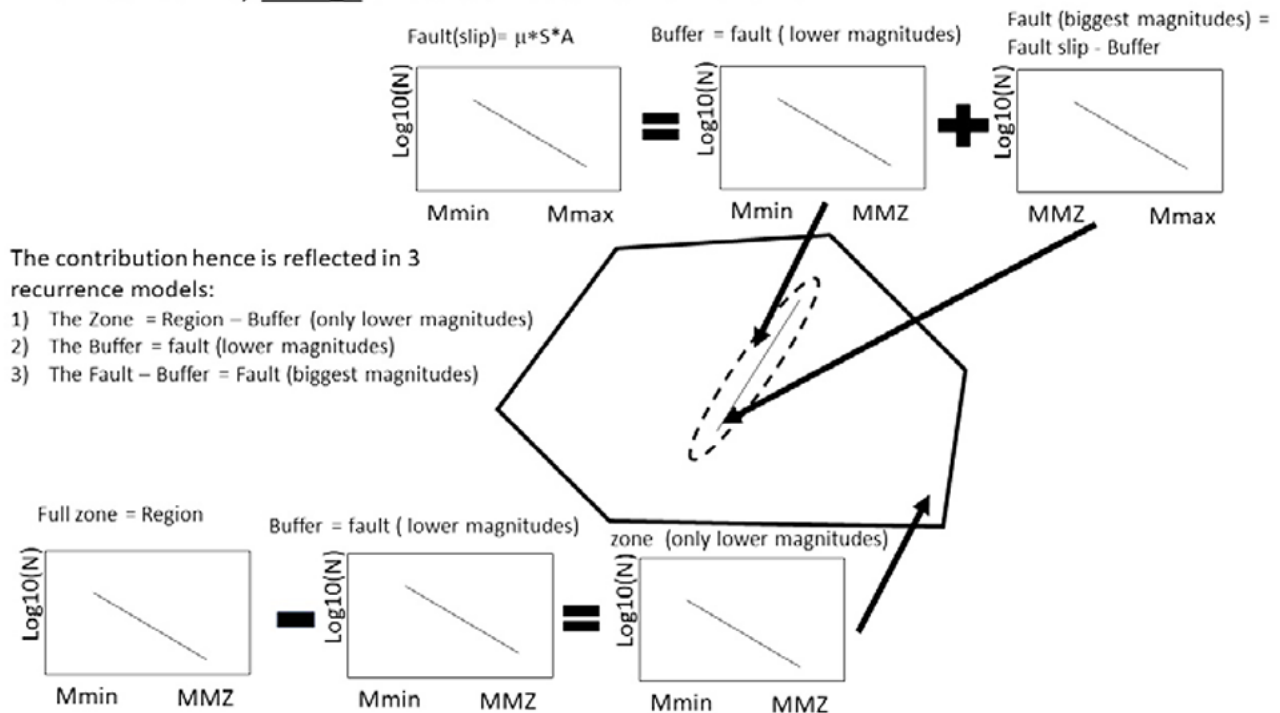 Fault(slip)= μ*S*A
Buffer = fault ( lower magnitudes)
Fault (biggest magnitudes) =
Fault slip - Buffer
Log10(N)
Log10(N)
Log10(N)
Mmin Mmax
Mmin MMZ
MMZ Mmax
The contribution hence is reflected in 3
recurrence models:
1) The Zone = Region – Buffer (only lower magnitudes)
2) The Buffer = fault (lower magnitudes)
3) The Fault – Buffer = Fault (biggest magnitudes)
Full zone = Region
Buffer = fault ( lower magnitudes)
zone (only lower magnitudes)
Log10(N)
Log10(N)
Log10(N)
Mmin MMZ
Mmin MMZ
Mmin MMZ